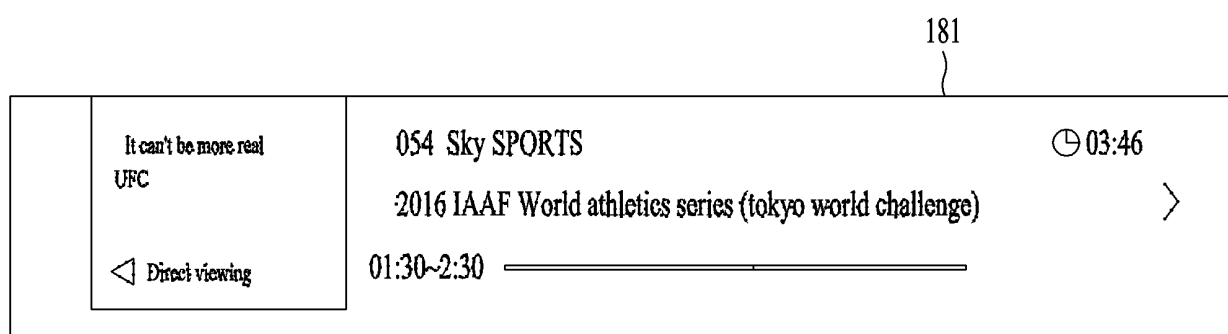 181
It can't be more real
UFC
Direct viewing
054 Sky SPORTS
03:46
2016 IAAF World athletics series (tokyo world challenge)
01:30~2:30